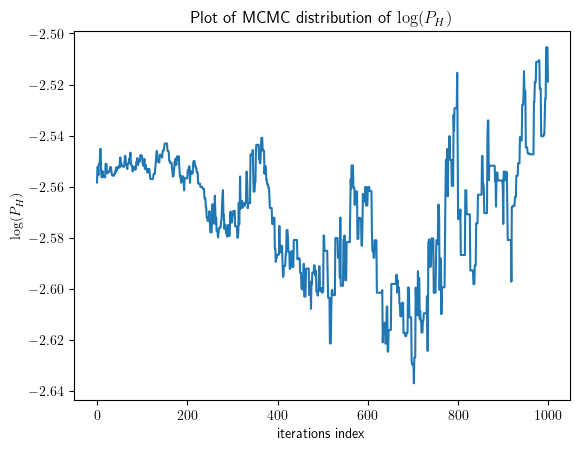 Plot of MCMC distribution of log(P_H)
−2.50
−2.52
−2.54
−2.56
−2.58
−2.60
−2.62
−2.64
log(P_H)
0 200 400 600 800 1000
iterations index